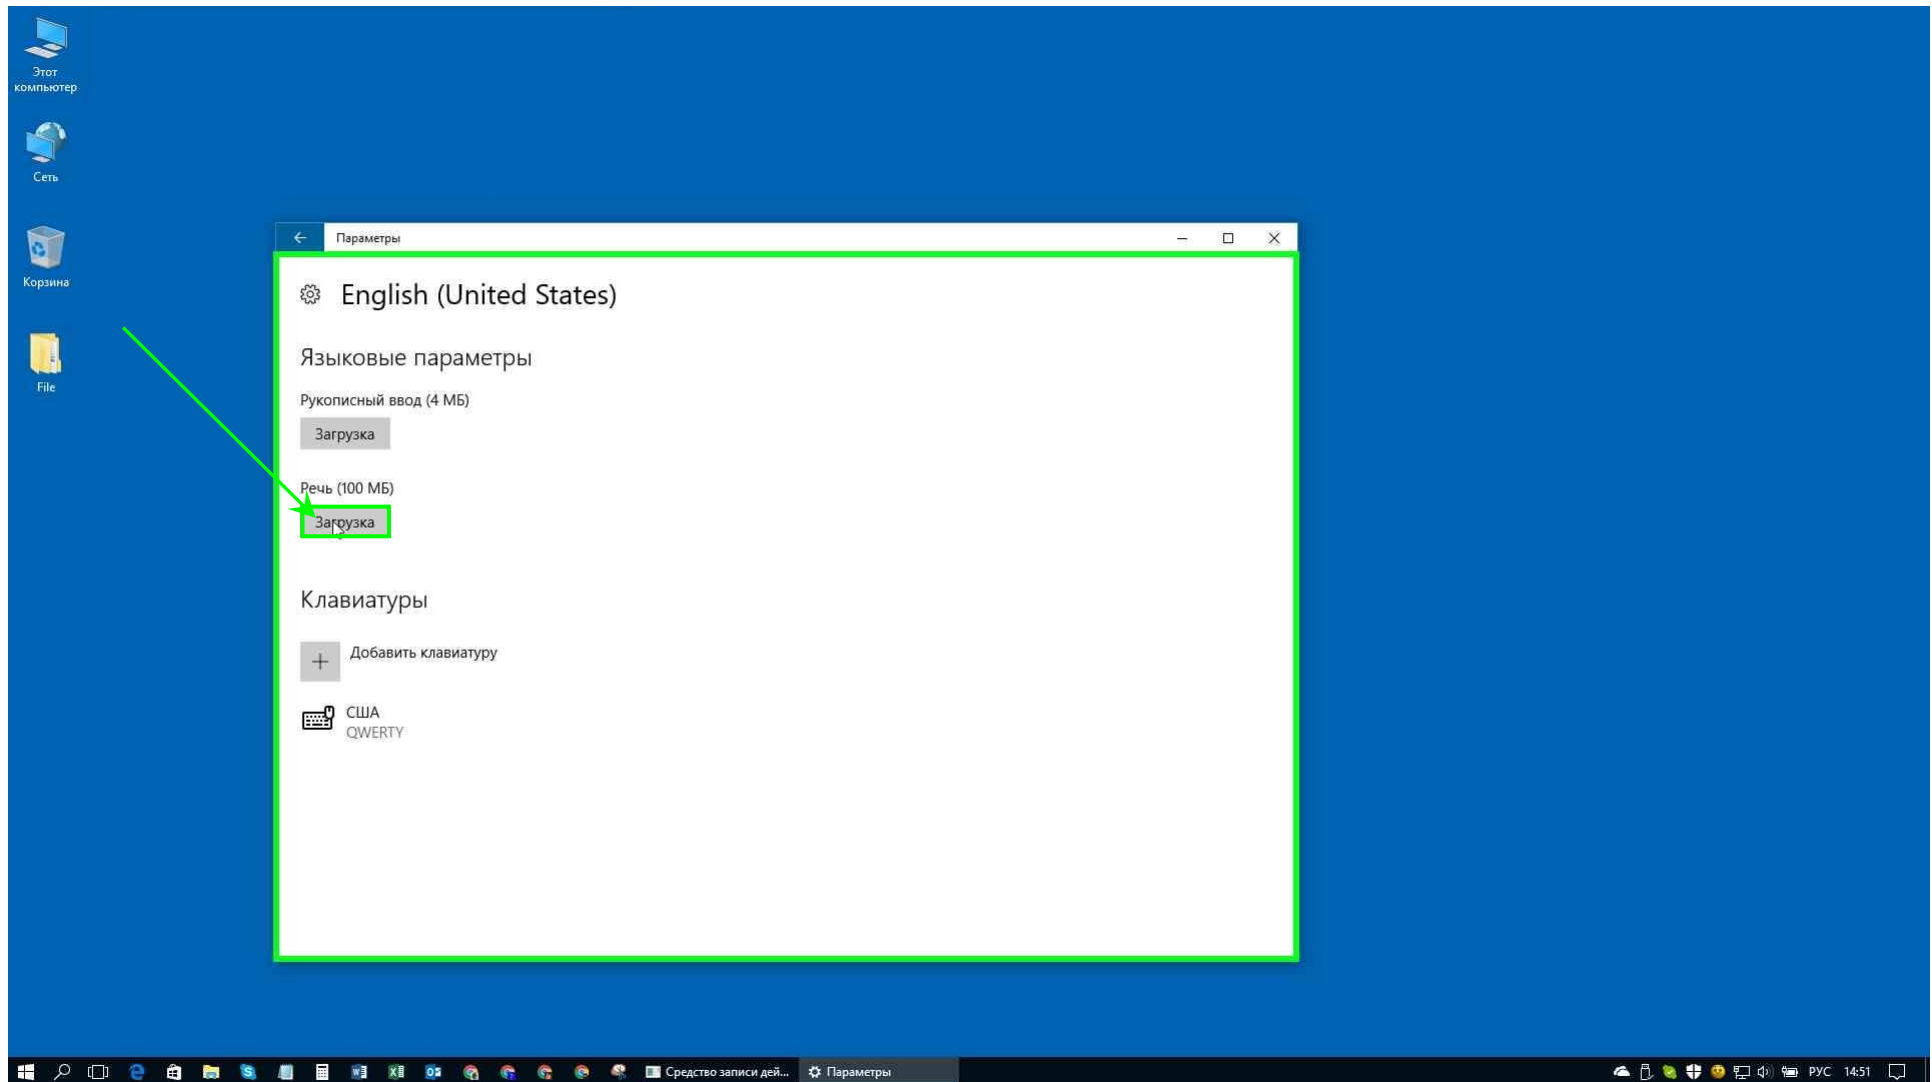 Этот
компьютер
Сеть
Корзина
File
Параметры
English (United States)
Языковые параметры
Рукописный ввод (4 МБ)
Загрузка
Речь (100 МБ)
Загрузка
Клавиатуры
Добавить клавиатуру
США
QWERTY
Средство записи дей...
Параметры
РУС
14:51